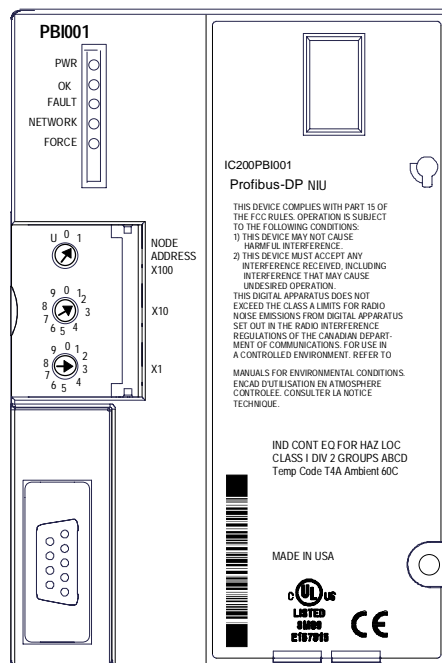 PBI001
PWR
OK
FAULT
NETWORK
FORCE
NODE
ADDRESS
X100
U 0 1
X10
9 0 1 2 3 4 5 6 7 8
X1
9 0 1 2 3 4 5 6 7 8
IC200PBI001
Profibus-DP NIU
THIS DEVICE COMPLIES WITH PART 15 OF
THE FCC RULES. OPERATION IS SUBJECT
TO THE FOLLOWING CONDITIONS:
1) THIS DEVICE MAY NOT CAUSE
HARMFUL INTERFERENCE.
2) THIS DEVICE MUST ACCEPT ANY
INTERFERENCE RECEIVED, INCLUDING
INTERFERENCE THAT MAY CAUSE
UNDESIRED OPERATION.
THIS DIGITAL APPARATUS DOES NOT
EXCEED THE CLASS A LIMITS FOR RADIO
NOISE EMISSIONS FROM DIGITAL APPARATUS
SET OUT IN THE RADIO INTERFERENCE
REGULATIONS OF THE CANADIAN DEPART-
MENT OF COMMUNICATIONS. FOR USE IN
A CONTROLLED ENVIRONMENT. REFER TO
MANUALS FOR ENVIRONMENTAL CONDITIONS.
ENCAD D'UTILISATION EN ATMOSPHERE
CONTROLEE. CONSULTER LA NOTICE
TECHNIQUE.
IND CONT EQ FOR HAZ LOC
CLASS I DIV 2 GROUPS ABCD
Temp Code T4A Ambient 60C
MADE IN USA
C UL US
LISTED
CE